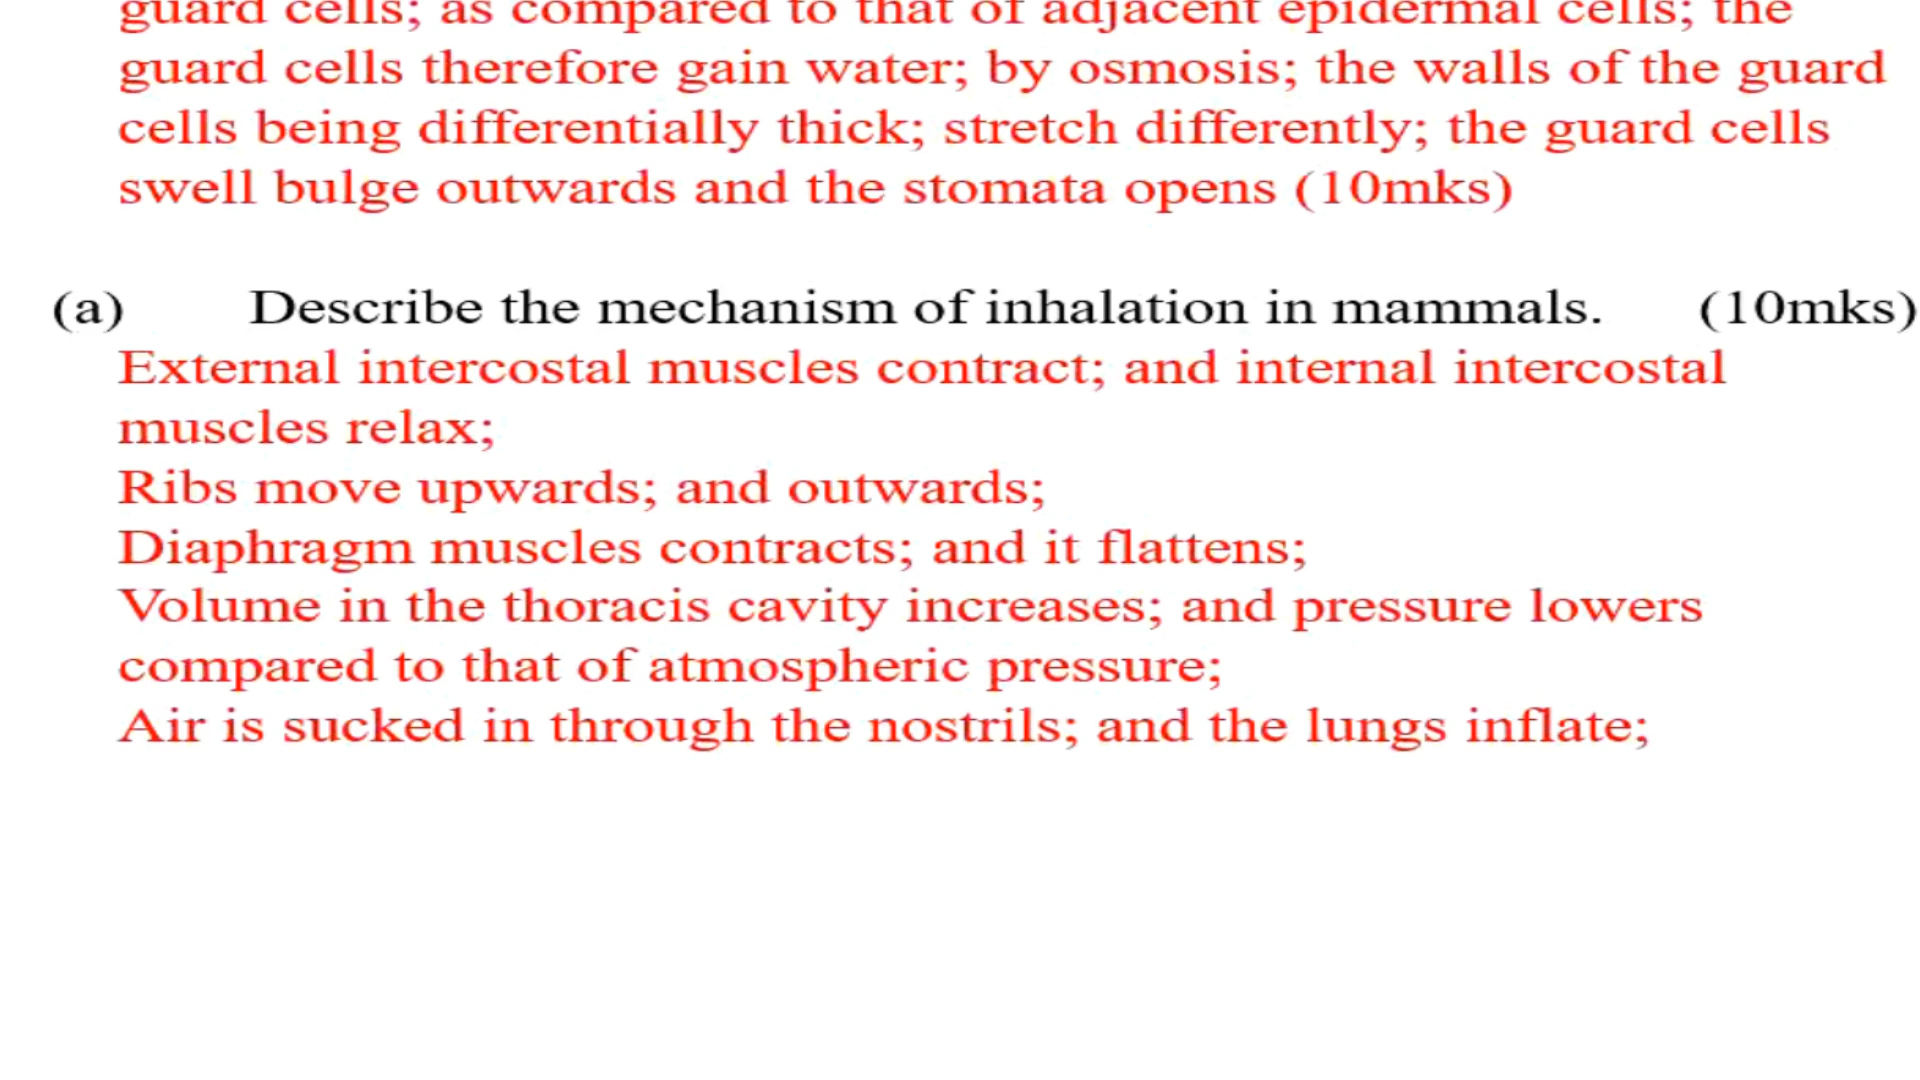 guard cells; as compared to that of adjacent epidermal cells; the
guard cells therefore gain water; by osmosis; the walls of the guard
cells being differentially thick; stretch differently; the guard cells
swell bulge outwards and the stomata opens (10mks)
(a) Describe the mechanism of inhalation in mammals. (10mks)
External intercostal muscles contract; and internal intercostal
muscles relax;
Ribs move upwards; and outwards;
Diaphragm muscles contracts; and it flattens;
Volume in the thoracis cavity increases; and pressure lowers
compared to that of atmospheric pressure;
Air is sucked in through the nostrils; and the lungs inflate;